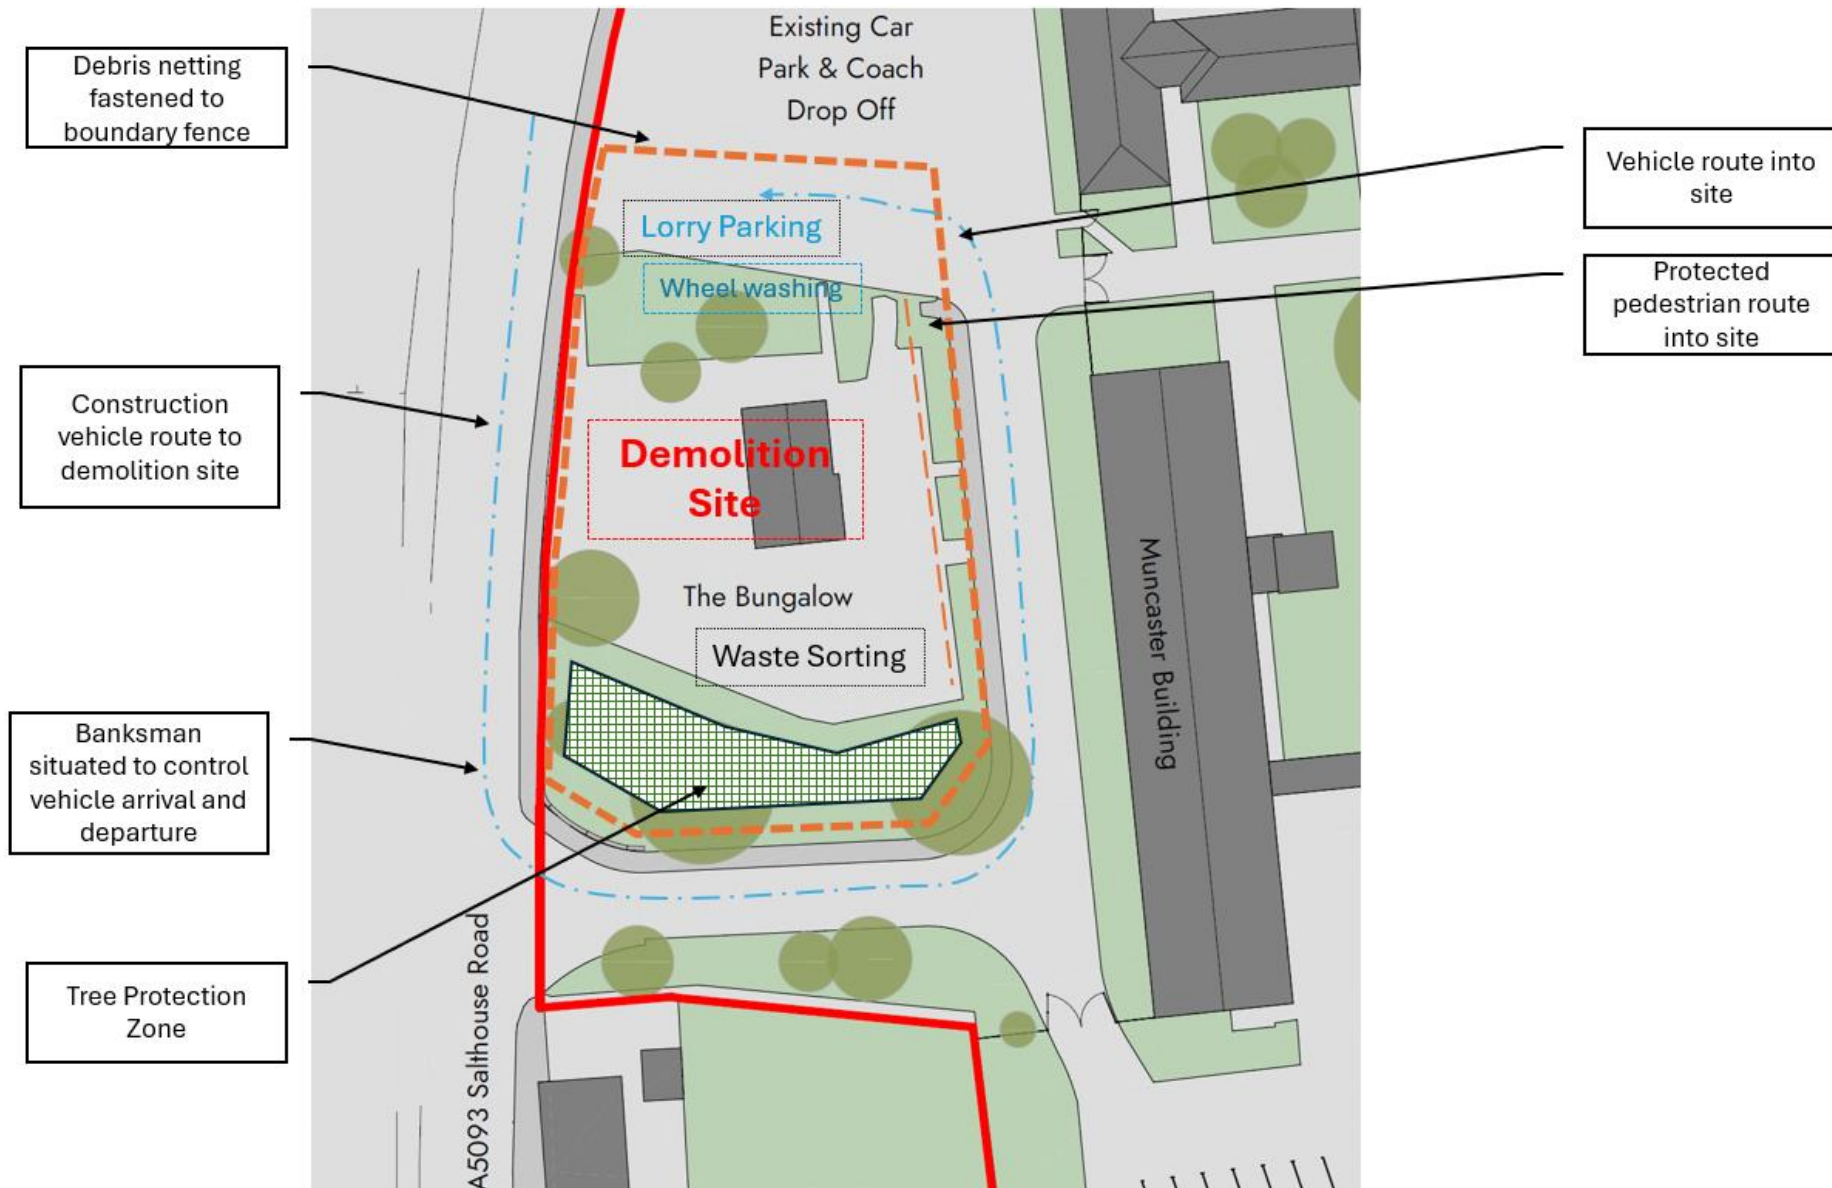 Existing Car
Park & Coach
Drop Off
Debris netting
fastened to
boundary fence
Vehicle route into
site
Lorry Parking
Wheel washing
Protected
pedestrian route
into site
Construction
vehicle route to
demolition site
Demolition
Site
The Bungalow
Waste Sorting
Muncaster Building
Banksman
situated to control
vehicle arrival and
departure
Tree Protection
Zone
A5093 Salthouse Road